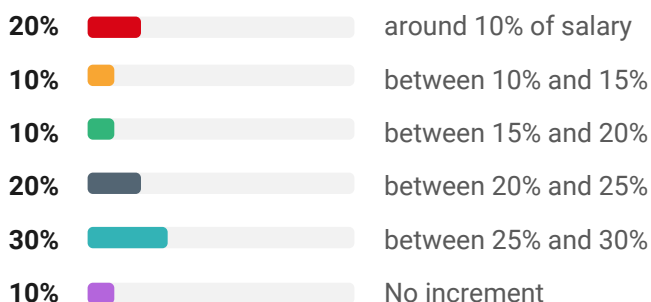 20% around 10% of salary
10% between 10% and 15%
10% between 15% and 20%
20% between 20% and 25%
30% between 25% and 30%
10% No increment